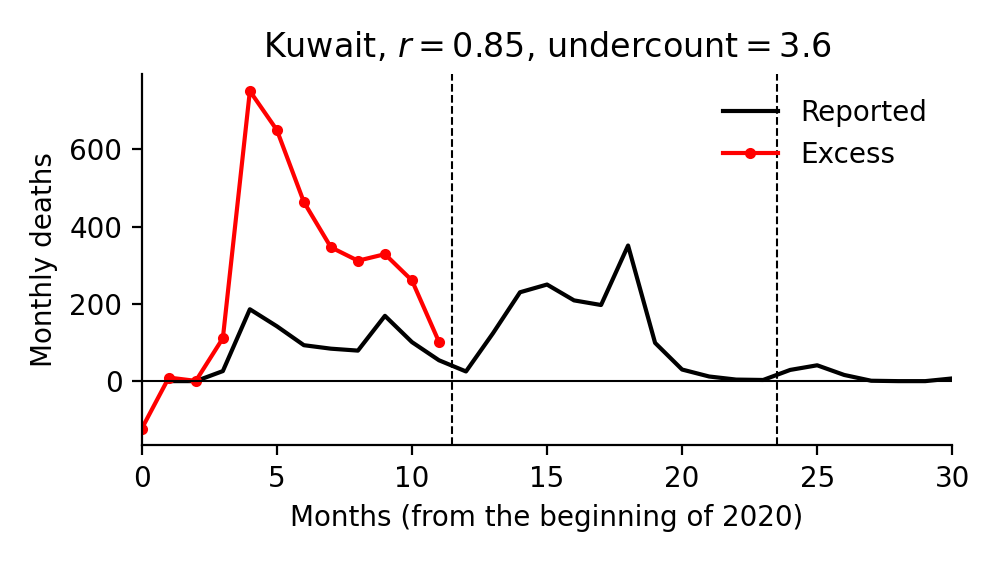 Kuwait, r = 0.85, undercount = 3.6
Reported
Excess
Monthly deaths
600
400
200
0
0 5 10 15 20 25 30
Months (from the beginning of 2020)